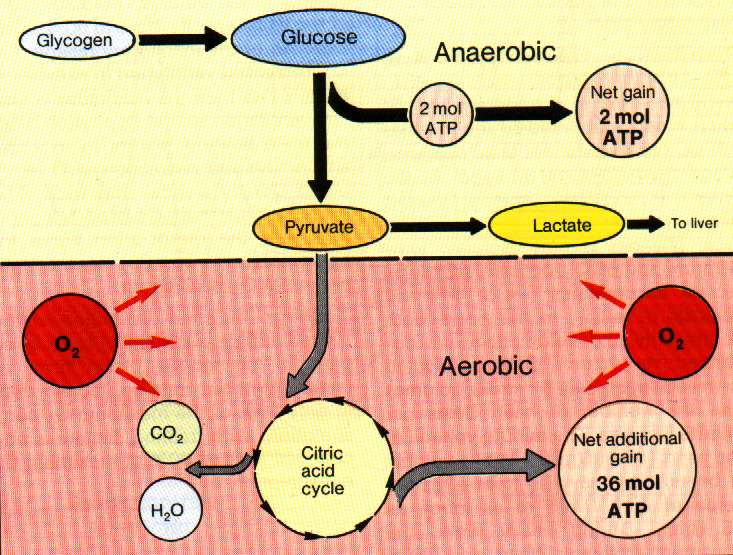 Glycogen
Glucose
Anaerobic
2 mol
ATP
Net gain
2 mol
ATP
Pyruvate
Lactate
To liver
O₂
O₂
Aerobic
CO₂
H₂O
Citric
acid
cycle
Net additional
gain
36 mol
ATP